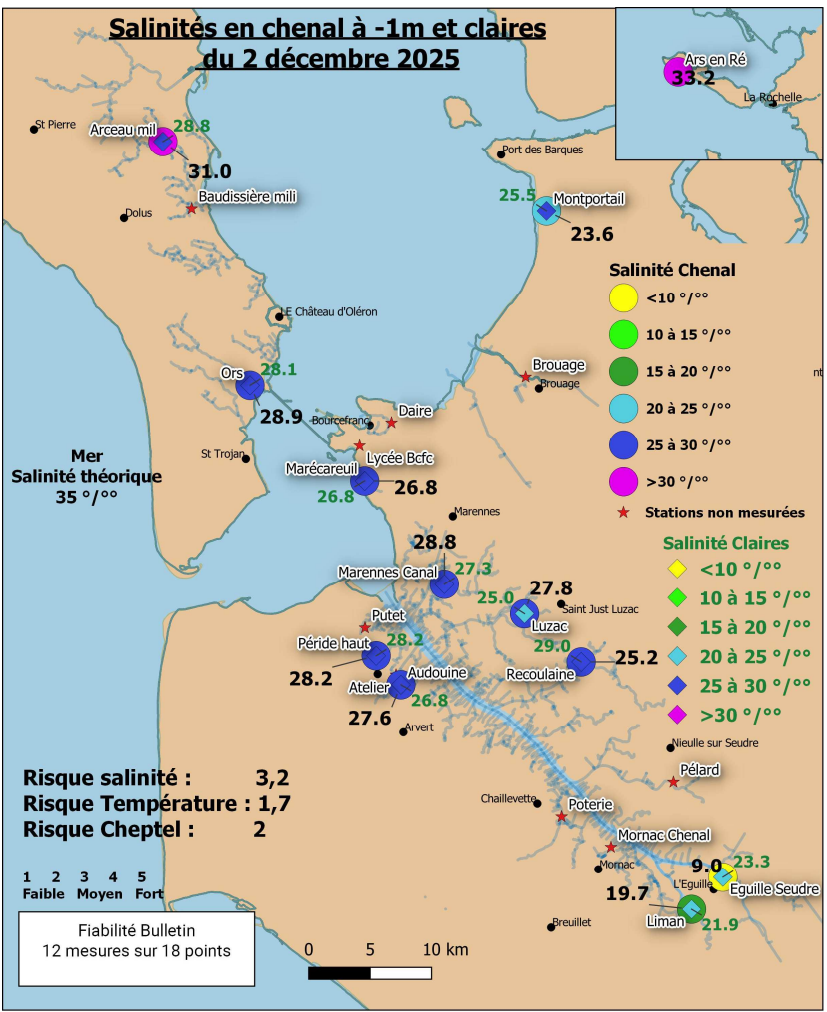 Salinités en chenal à -1m et claires
du 2 décembre 2025
Ars en Ré
33.2
La Rochelle
St Pierre
Arceau mil
28.8
31.0
Baudissière mili
Dolus
Port des Barques
25.5
Montportail
23.6
Salinité Chenal
<10 °/°°
10 à 15 °/°°
15 à 20 °/°°
20 à 25 °/°°
25 à 30 °/°°
>30 °/°°
Stations non mesurées
LE Château d'Oléron
Ors
28.1
28.9
Brouage
Brouage
nt
Daire
Bourcefranc
Lycée Bcfc
St Trojan
Mer
Salinité théorique
35 °/°°
Marécareuil
26.8
26.8
Marennes
Salinité Claires
<10 °/°°
10 à 15 °/°°
15 à 20 °/°°
20 à 25 °/°°
25 à 30 °/°°
>30 °/°°
28.8
Marennes Canal
27.3
27.8
25.0
Saint Just Luzac
Luzac
Putet
Péride haut
28.2
28.2
29.0
25.2
Recoulaine
Audouine
Atelier
26.8
27.6
Arvert
Nieulle sur Seudre
Pélard
Risque salinité : 3,2
Risque Température : 1,7
Risque Cheptel : 2
Chaillevette
Poterie
Mornac Chenal
Mornac
9.0
23.3
L'Eguille
Eguille Seudre
19.7
Liman
21.9
Breuillet
1 2 3 4 5
Faible Moyen Fort
Fiabilité Bulletin
12 mesures sur 18 points
0 5 10 km